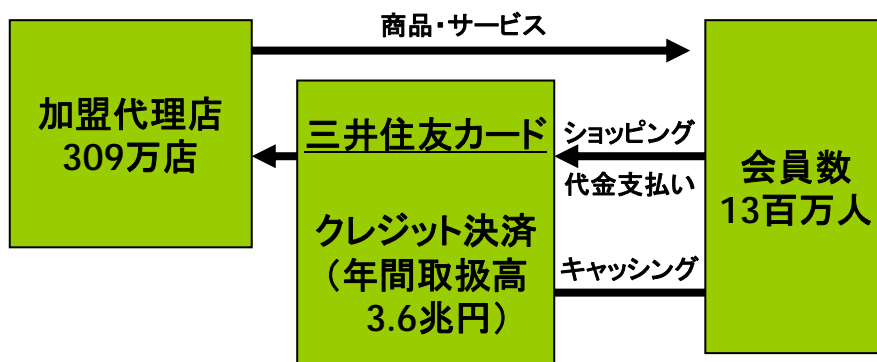 商品・サービス
加盟代理店
309万店
三井住友カード
クレジット決済
（年間取扱高
3.6兆円）
ショッピング
代金支払い
キャッシング
会員数
13百万人